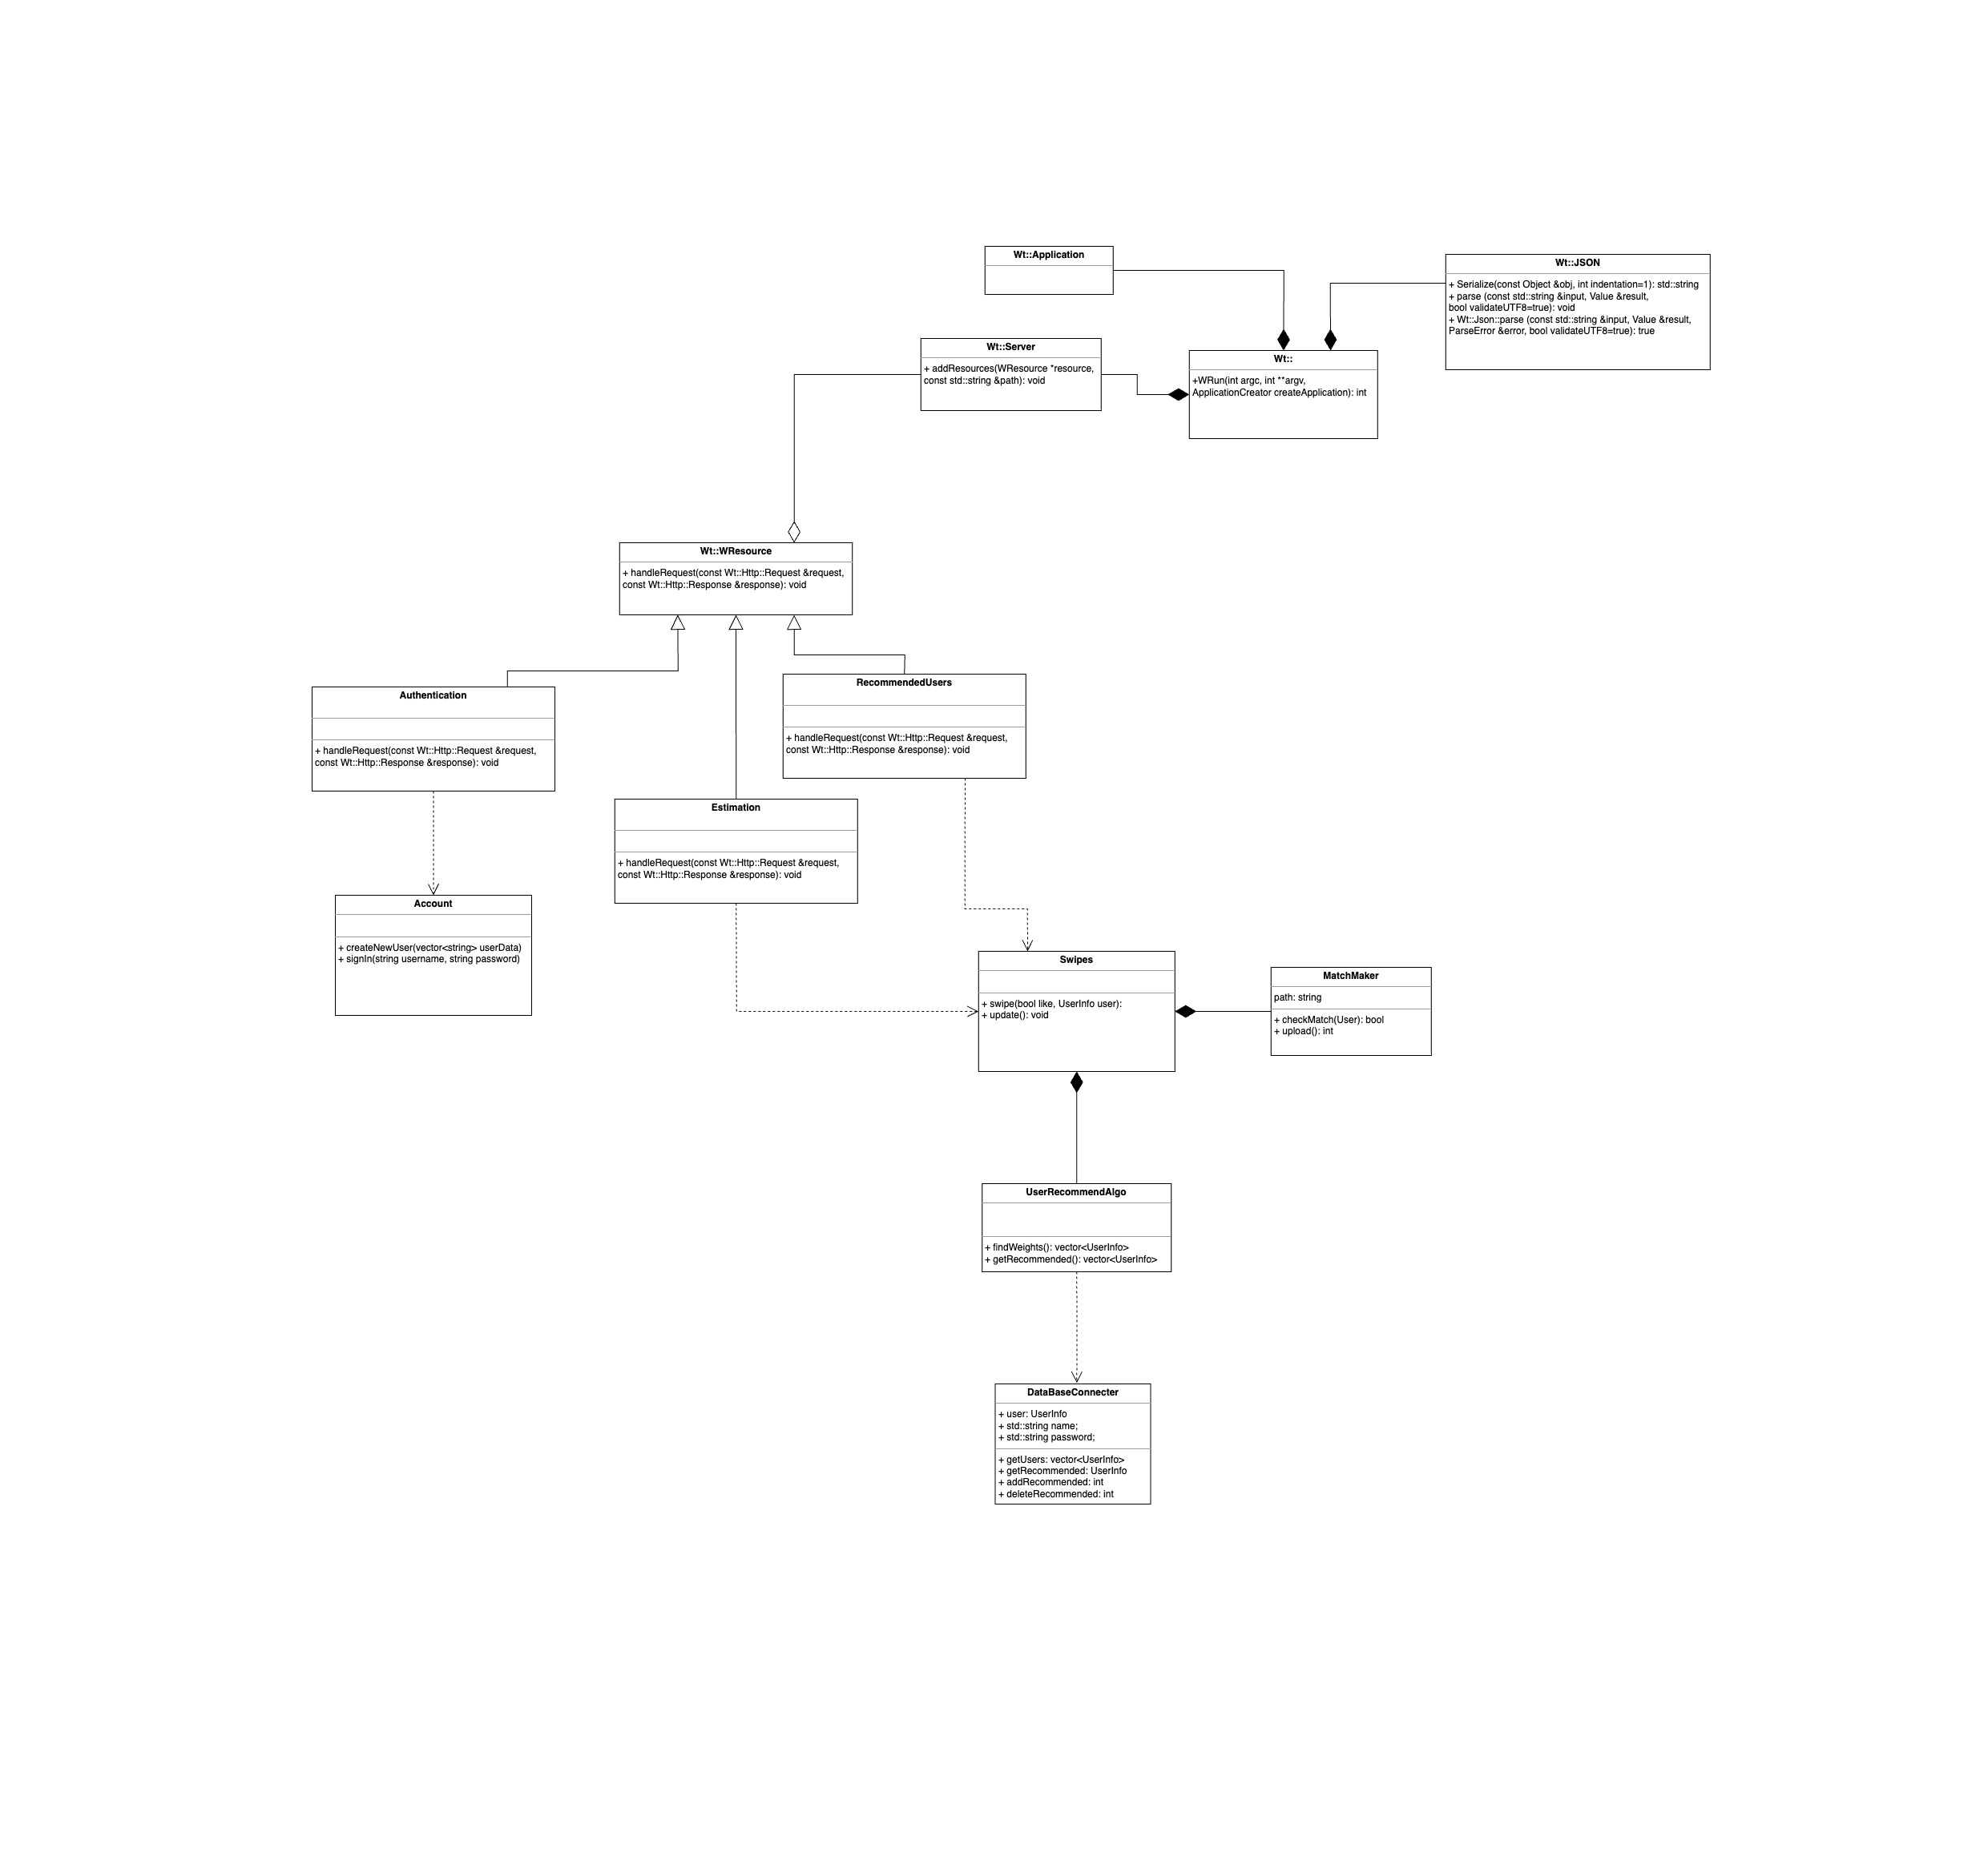 Wt::Application
Wt::JSON
+ Serialize(const Object &obj, int indentation=1): std::string
+ parse (const std::string &input, Value &result,
bool validateUTF8=true): void
+ Wt::Json::parse (const std::string &input, Value &result,
ParseError &error, bool validateUTF8=true): true
Wt::Server
+ addResources(WResource *resource,
const std::string &path): void
Wt::
+WRun(int argc, int **argv,
ApplicationCreator createApplication): int
Wt::WResource
+ handleRequest(const Wt::Http::Request &request,
const Wt::Http::Response &response): void
Authentication
+ handleRequest(const Wt::Http::Request &request,
const Wt::Http::Response &response): void
RecommendedUsers
+ handleRequest(const Wt::Http::Request &request,
const Wt::Http::Response &response): void
Estimation
+ handleRequest(const Wt::Http::Request &request,
const Wt::Http::Response &response): void
Account
+ createNewUser(vector<string> userData)
+ signIn(string username, string password)
Swipes
+ swipe(bool like, UserInfo user):
+ update(): void
MatchMaker
path: string
+ checkMatch(User): bool
+ upload(): int
UserRecommendAlgo
+ findWeights(): vector<UserInfo>
+ getRecommended(): vector<UserInfo>
DataBaseConnecter
+ user: UserInfo
+ std::string name;
+ std::string password;
+ getUsers: vector<UserInfo>
+ getRecommended: UserInfo
+ addRecommended: int
+ deleteRecommended: int